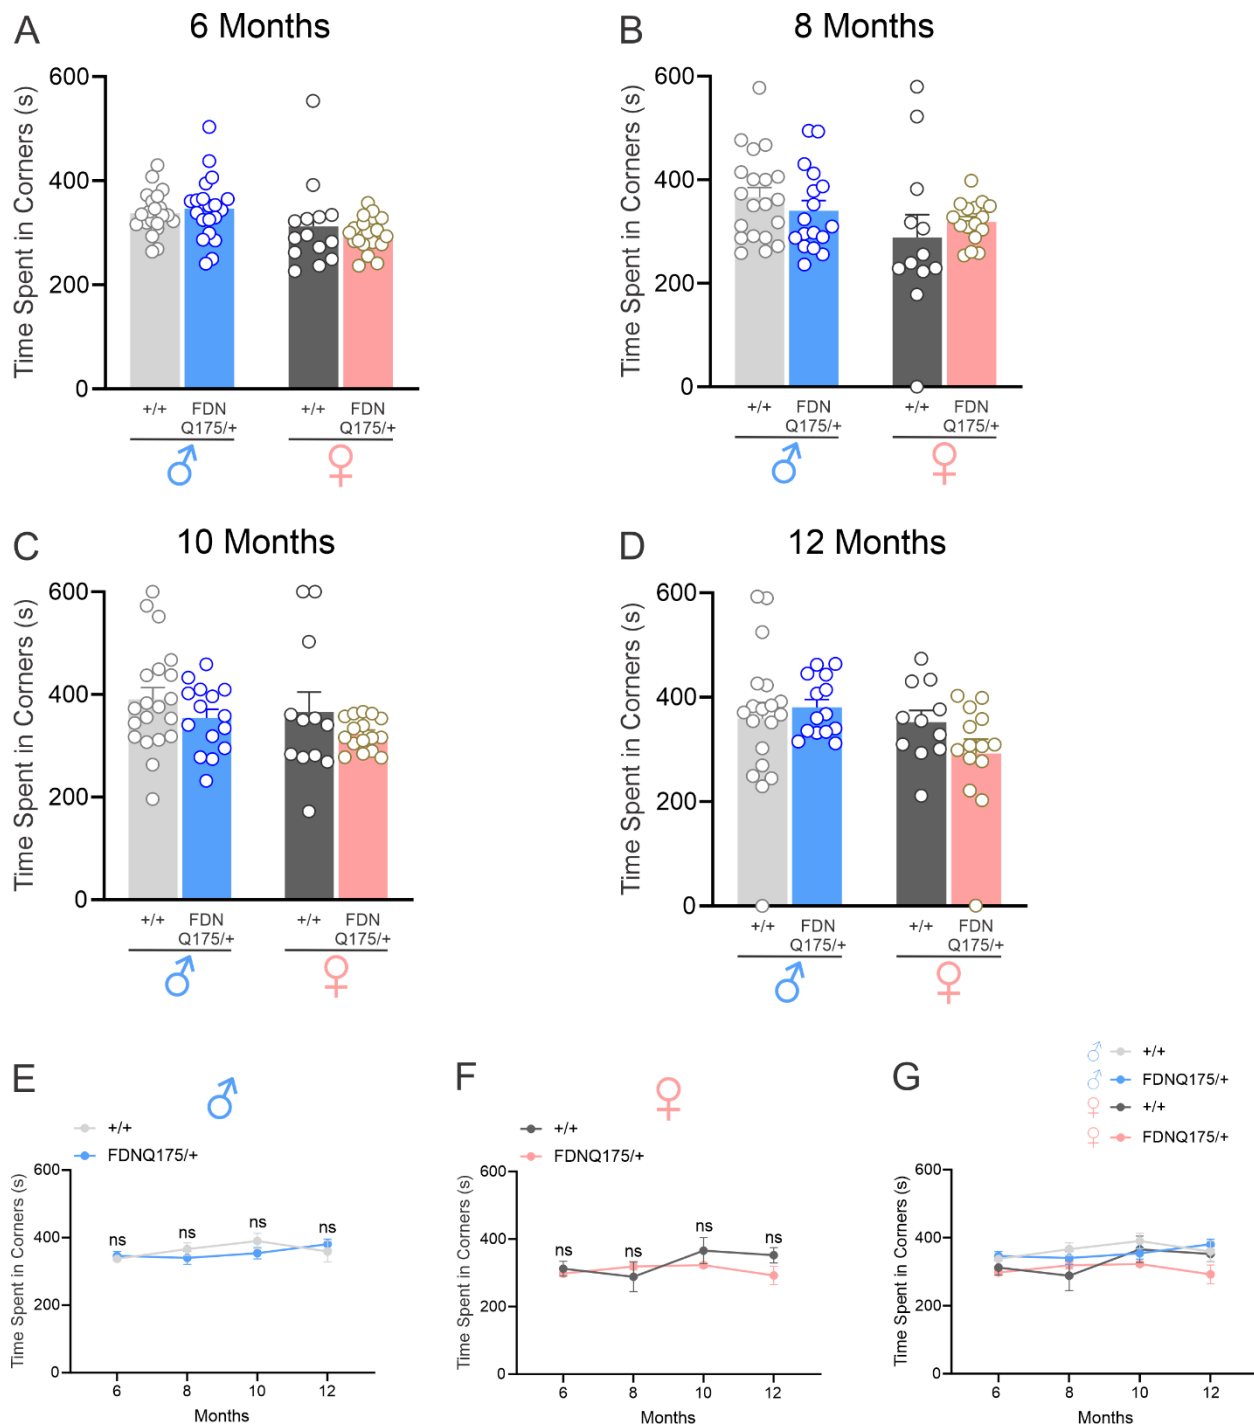 A
6 Months
Time Spent in Corners (s)
600
400
200
0
+/+
FDN
Q175/+
+/+
FDN
Q175/+
B
8 Months
Time Spent in Corners (s)
600
400
200
0
+/+
FDN
Q175/+
+/+
FDN
Q175/+
C
10 Months
Time Spent in Corners (s)
600
400
200
0
+/+
FDN
Q175/+
+/+
FDN
Q175/+
D
12 Months
Time Spent in Corners (s)
600
400
200
0
+/+
FDN
Q175/+
+/+
FDN
Q175/+
E
+/+
FDNQ175/+
Time Spent in Corners (s)
600
400
200
0
ns
ns
ns
ns
6
8
10
12
Months
F
+/+
FDNQ175/+
Time Spent in Corners (s)
600
400
200
0
ns
ns
ns
ns
6
8
10
12
Months
G
+/+
FDNQ175/+
+/+
FDNQ175/+
Time Spent in Corners (s)
600
400
200
0
6
8
10
12
Months